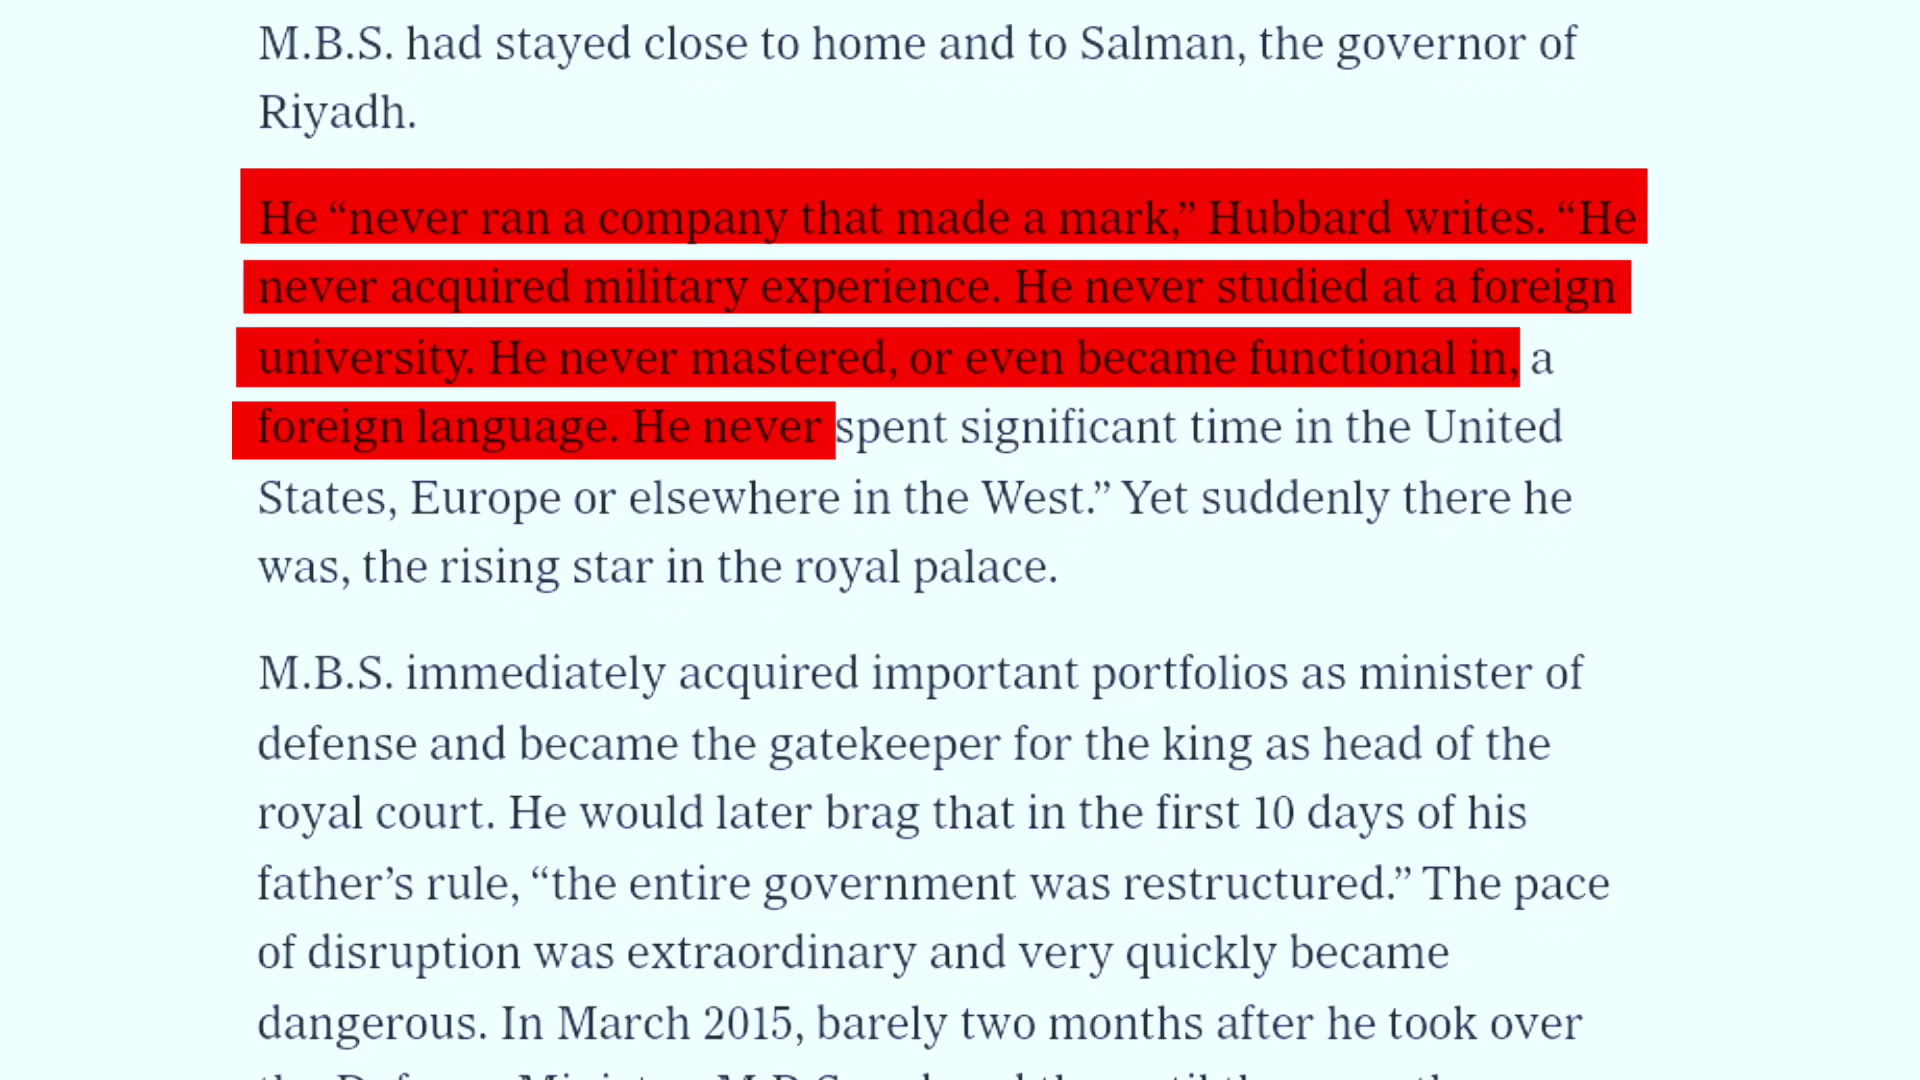 M.B.S. had stayed close to home and to Salman, the governor of
Riyadh.
He “never ran a company that made a mark,” Hubbard writes. “He
never acquired military experience. He never studied at a foreign
university. He never mastered, or even became functional in, a
foreign language. He never spent significant time in the United
States, Europe or elsewhere in the West.” Yet suddenly there he
was, the rising star in the royal palace.
M.B.S. immediately acquired important portfolios as minister of
defense and became the gatekeeper for the king as head of the
royal court. He would later brag that in the first 10 days of his
father’s rule, “the entire government was restructured.” The pace
of disruption was extraordinary and very quickly became
dangerous. In March 2015, barely two months after he took over